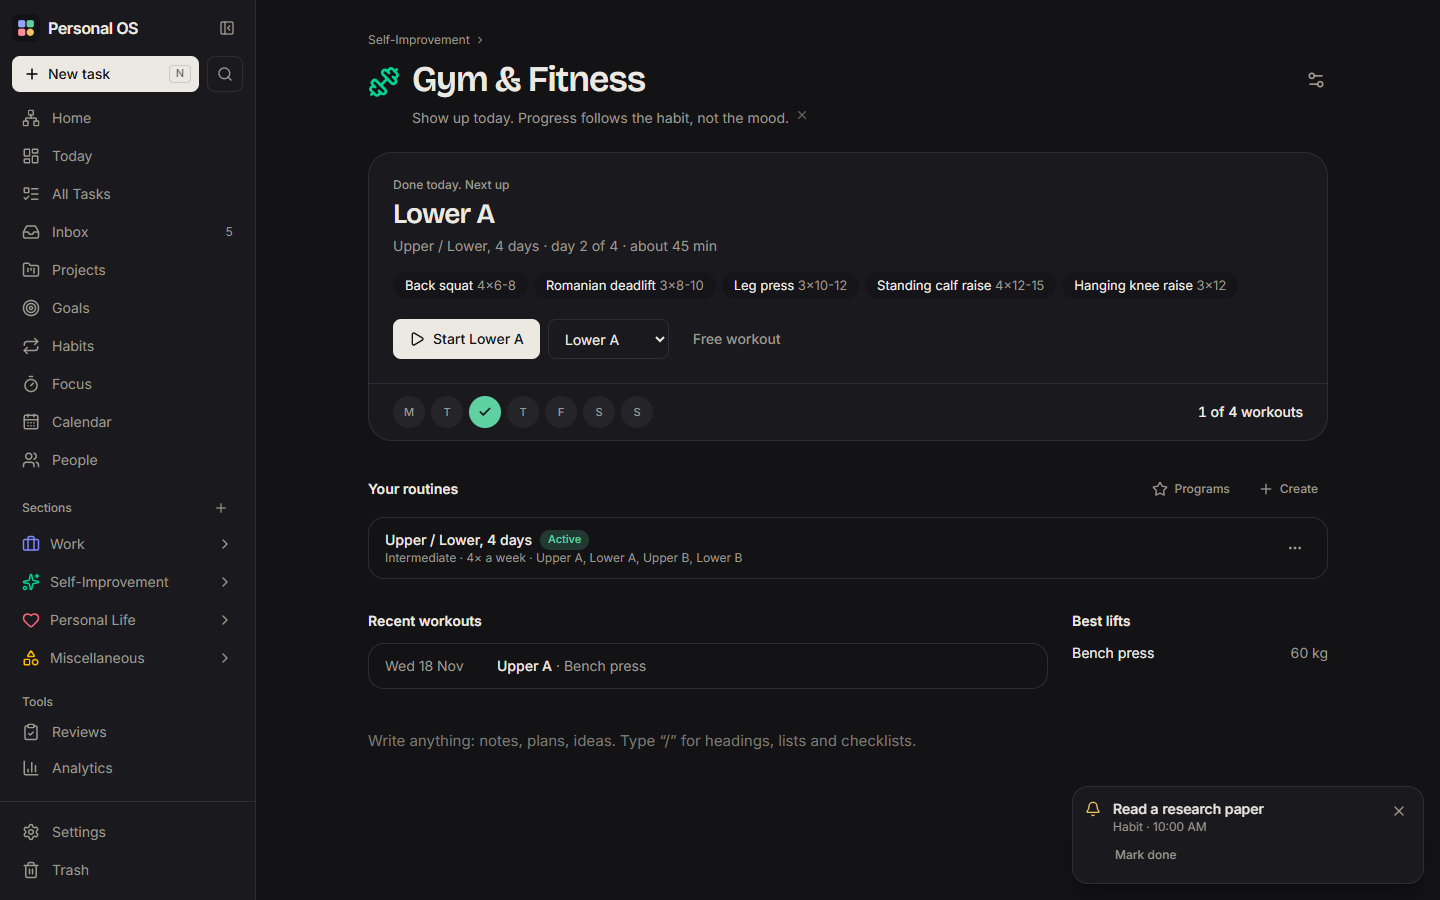 Personal OS
New task N
Home
Today
All Tasks
Inbox 5
Projects
Goals
Habits
Focus
Calendar
People
Sections
Work
Self-Improvement
Personal Life
Miscellaneous
Tools
Reviews
Analytics
Settings
Trash
Self-Improvement
Gym & Fitness
Show up today. Progress follows the habit, not the mood.
Done today. Next up
Lower A
Upper / Lower, 4 days · day 2 of 4 · about 45 min
Back squat 4×6-8 Romanian deadlift 3×8-10 Leg press 3×10-12 Standing calf raise 4×12-15 Hanging knee raise 3×12
Start Lower A Lower A Free workout
M T T F S S 1 of 4 workouts
Your routines Programs Create
Upper / Lower, 4 days Active
Intermediate · 4× a week · Upper A, Lower A, Upper B, Lower B
Recent workouts
Wed 18 Nov Upper A · Bench press
Best lifts
Bench press 60 kg
Write anything: notes, plans, ideas. Type “/” for headings, lists and checklists.
Read a research paper
Habit · 10:00 AM
Mark done